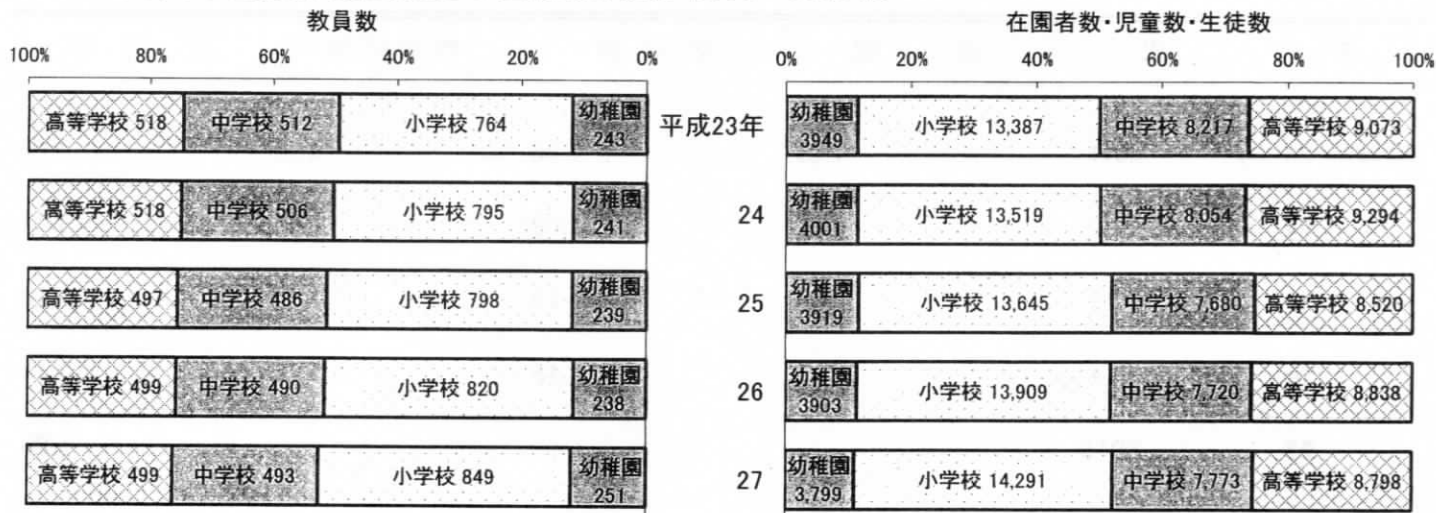 教員数
在園者数・児童数・生徒数
100% 80% 60% 40% 20% 0%
0% 20% 40% 60% 80% 100%
高等学校 518 中学校 512 小学校 764 幼稚園 243
平成23年
幼稚園 3949 小学校 13,387 中学校 8,217 高等学校 9,073
高等学校 518 中学校 506 小学校 795 幼稚園 241
24
幼稚園 4001 小学校 13,519 中学校 8,054 高等学校 9,294
高等学校 497 中学校 486 小学校 798 幼稚園 239
25
幼稚園 3919 小学校 13,645 中学校 7,680 高等学校 8,520
高等学校 499 中学校 490 小学校 820 幼稚園 238
26
幼稚園 3903 小学校 13,909 中学校 7,720 高等学校 8,838
高等学校 499 中学校 493 小学校 849 幼稚園 251
27
幼稚園 3,799 小学校 14,291 中学校 7,773 高等学校 8,798